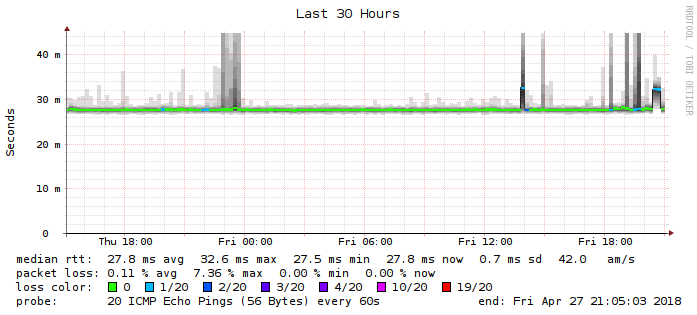 Last 30 Hours
RRDTOOL / TOBI OETIKER
Seconds
40 m
30 m
20 m
10 m
0
Thu 18:00 Fri 00:00 Fri 06:00 Fri 12:00 Fri 18:00
median rtt: 27.8 ms avg 32.6 ms max 27.5 ms min 27.8 ms now 0.7 ms sd 42.0 am/s
packet loss: 0.11 % avg 7.36 % max 0.00 % min 0.00 % now
loss color: 0 1/20 2/20 3/20 4/20 10/20 19/20
probe: 20 ICMP Echo Pings (56 Bytes) every 60s end: Fri Apr 27 21:05:03 2018